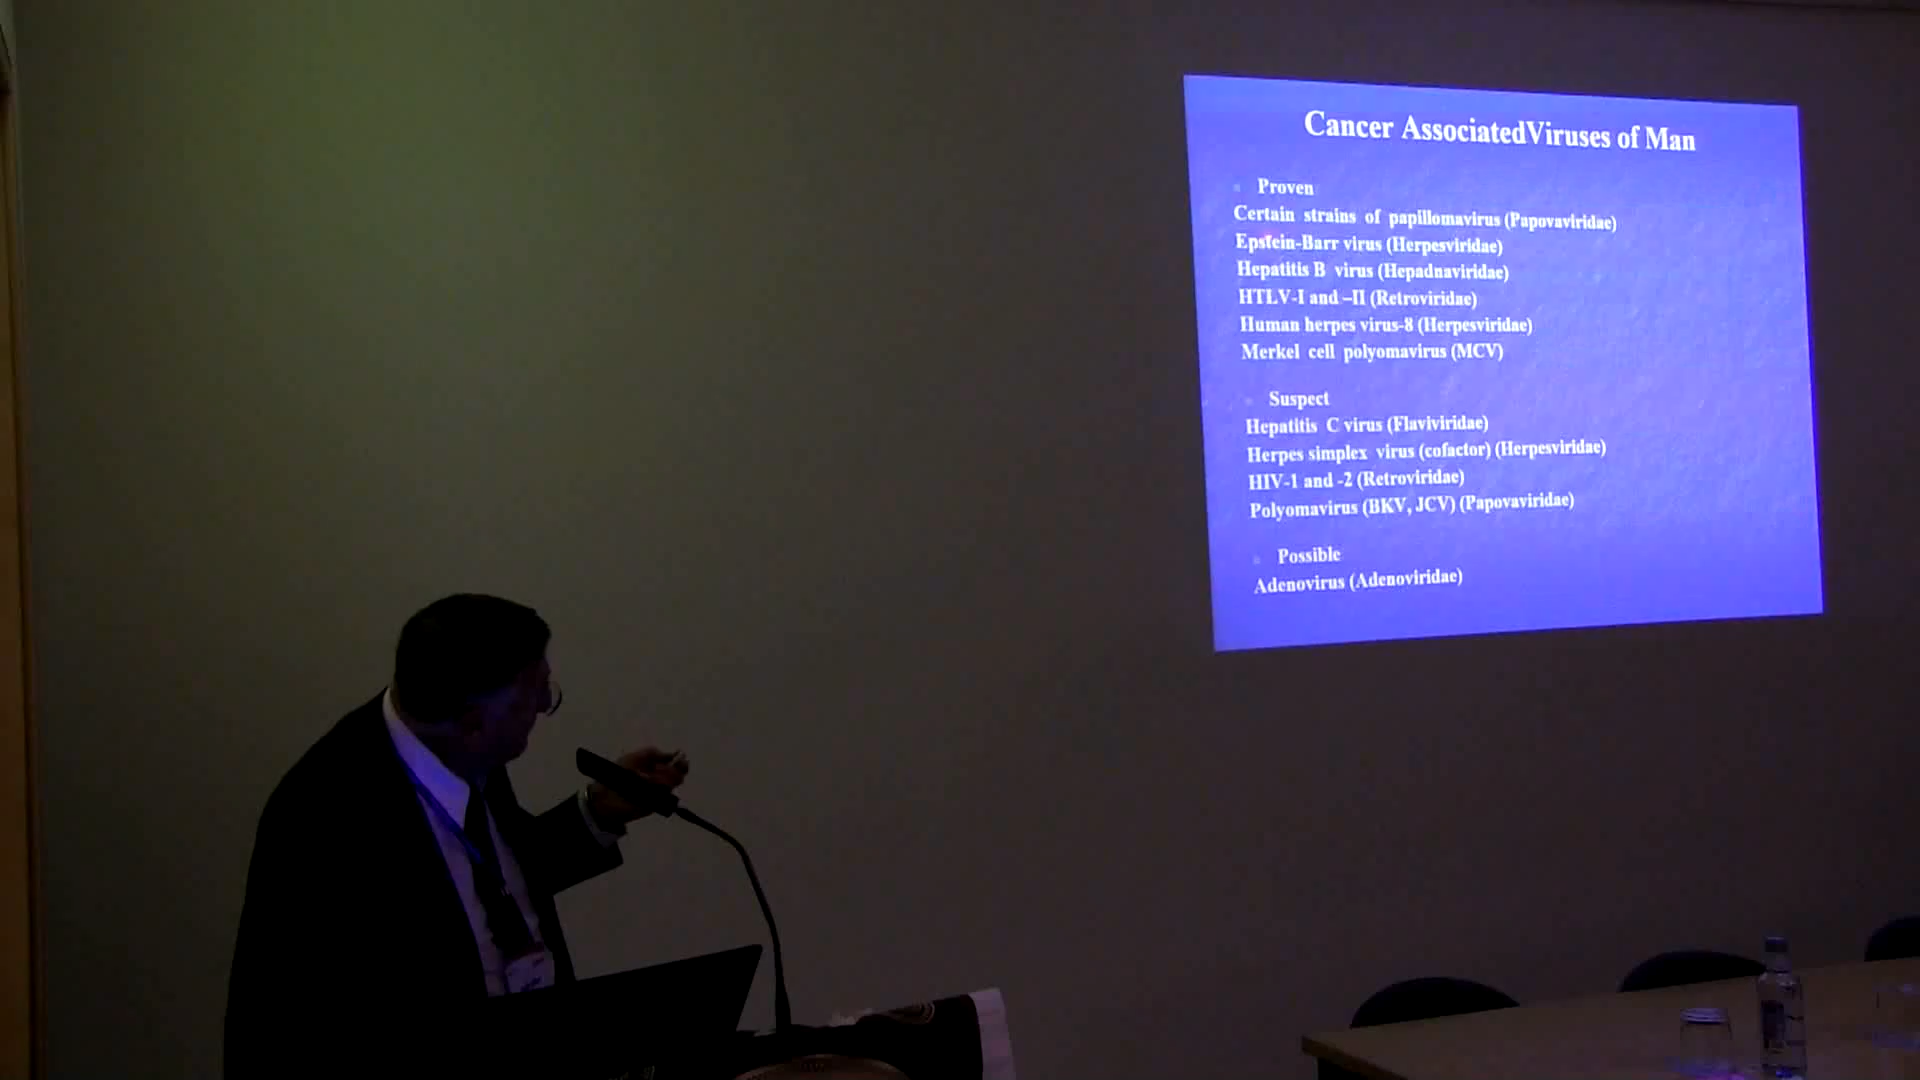 Cancer AssociatedViruses of Man
Proven
Certain strains of papillomavirus (Papovaviridae)
Epstein-Barr virus (Herpesviridae)
Hepatitis B virus (Hepadnaviridae)
HTLV-I and –II (Retroviridae)
Human herpes virus-8 (Herpesviridae)
Merkel cell polyomavirus (MCV)
Suspect
Hepatitis C virus (Flaviviridae)
Herpes simplex virus (cofactor) (Herpesviridae)
HIV-1 and -2 (Retroviridae)
Polyomavirus (BKV, JCV) (Papovaviridae)
Possible
Adenovirus (Adenoviridae)